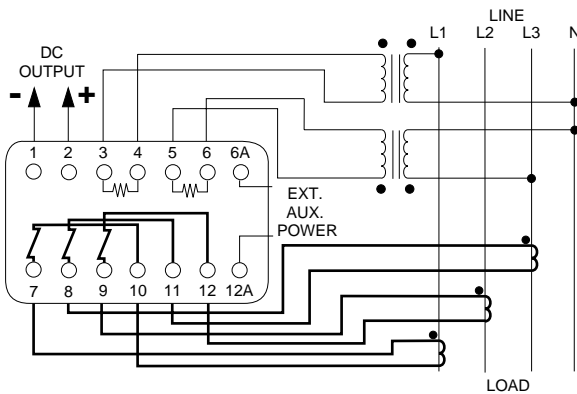 LINE
L1 L2 L3 N
DC
OUTPUT
- +
1 2 3 4 5 6 6A
EXT.
AUX.
POWER
7 8 9 10 11 12 12A
LOAD